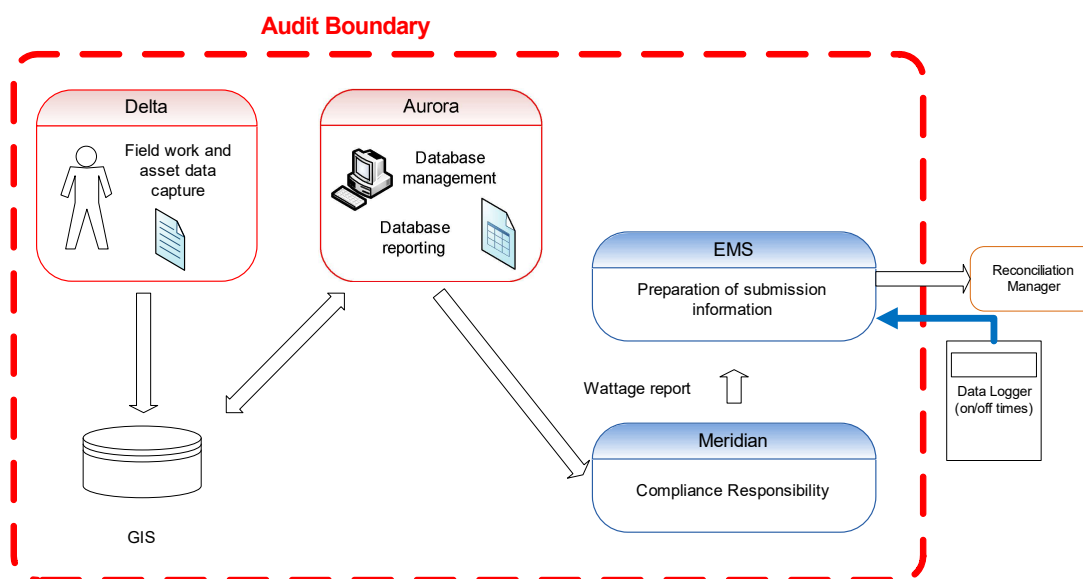 Audit Boundary
Delta
Field work and
asset data
capture
Aurora
Database
management
Database
reporting
EMS
Preparation of submission
information
Reconciliation
Manager
Data Logger
(on/off times)
Wattage report
Meridian
Compliance Responsibility
GIS